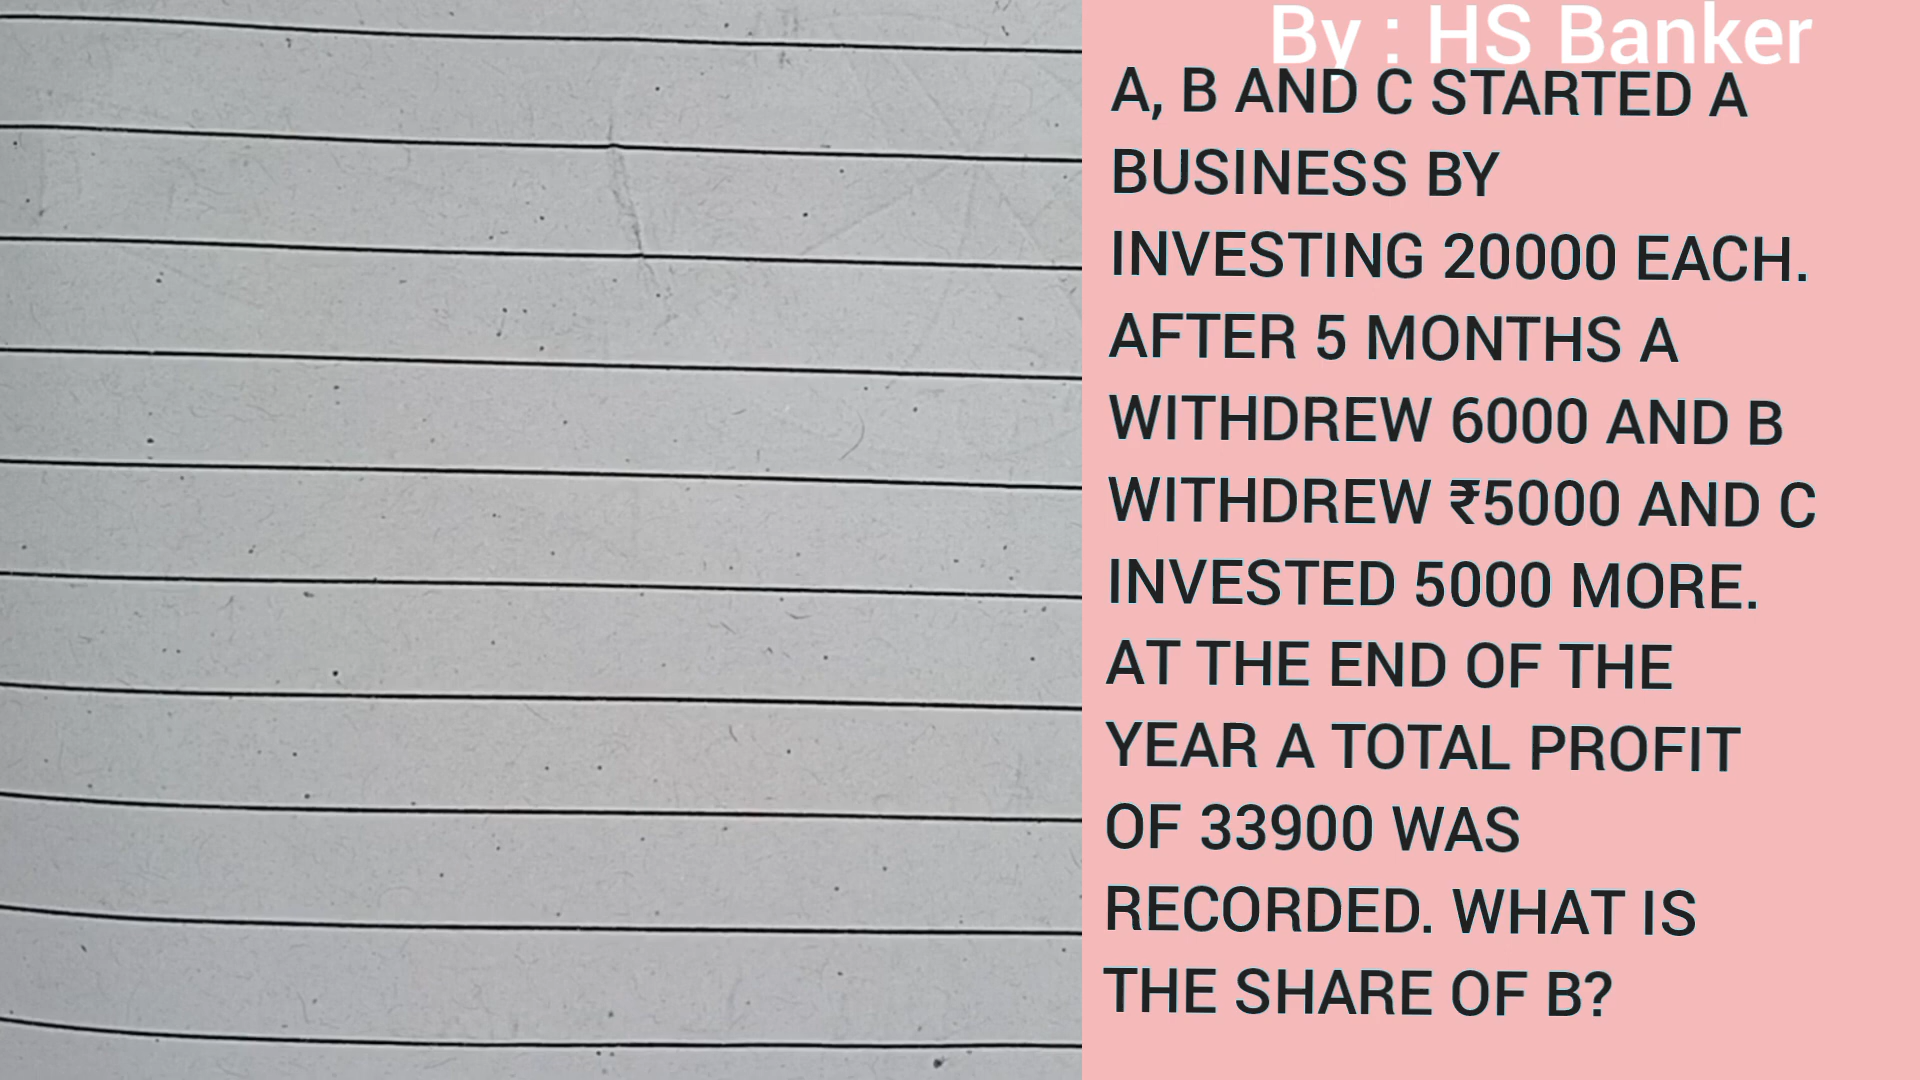 By : HS Banker
A, B AND C STARTED A
BUSINESS BY
INVESTING 20000 EACH.
AFTER 5 MONTHS A
WITHDREW 6000 AND B
WITHDREW ₹5000 AND C
INVESTED 5000 MORE.
AT THE END OF THE
YEAR A TOTAL PROFIT
OF 33900 WAS
RECORDED. WHAT IS
THE SHARE OF B?